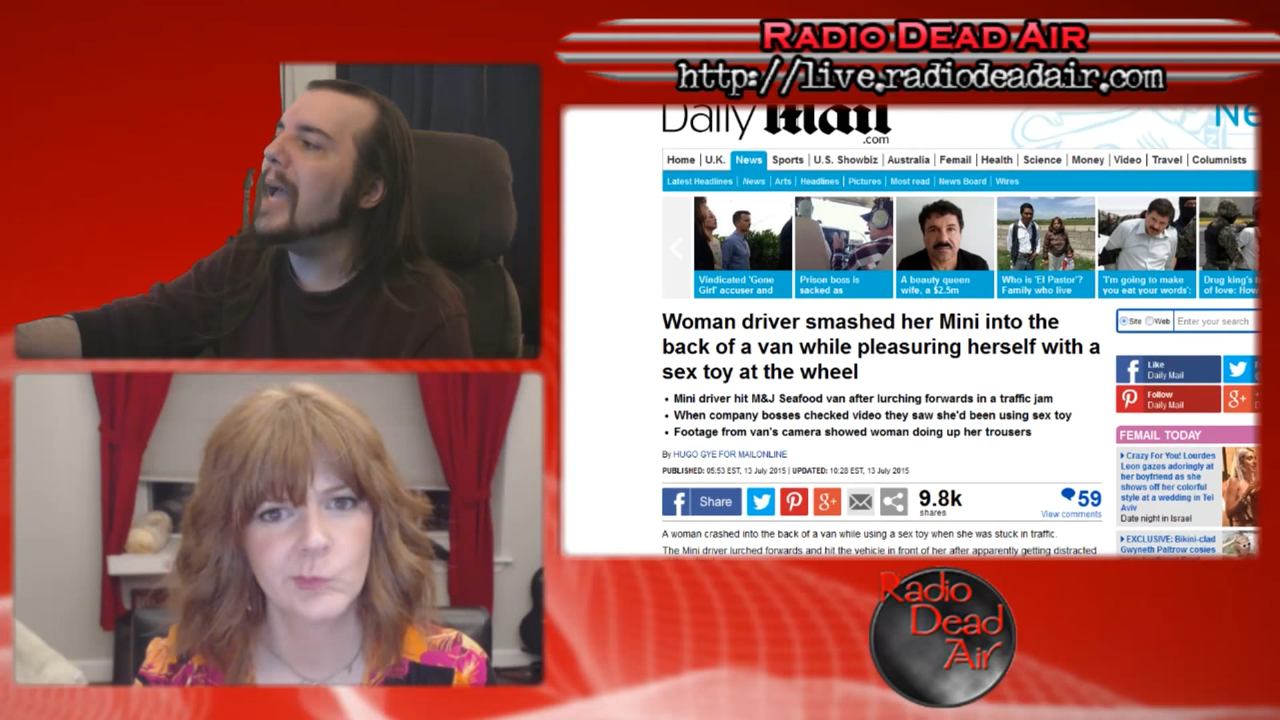 RADIO DEAD AIR
http://live.radiodeadair.com
Daily Mail
.com
Home | U.K. | News | Sports | U.S. Showbiz | Australia | Femail | Health | Science | Money | Video | Travel | Columnists
Latest Headlines | News | Arts | Headlines | Pictures | Most read | News Board | Wires
Vindicated 'Gone
Girl' accuser and
Prison boss is
sacked as
A beauty queen
wife, a $2.5m
Who is 'El Pastor'?
Family who live
'I'm going to make
you eat your words':
Drug king's
of love: How
Woman driver smashed her Mini into the
back of a van while pleasuring herself with a
sex toy at the wheel
Site Web Enter your search
• Mini driver hit M&J Seafood van after lurching forwards in a traffic jam
• When company bosses checked video they saw she'd been using sex toy
• Footage from van's camera showed woman doing up her trousers
By HUGO GYE FOR MAILONLINE
PUBLISHED: 05:53 EST, 13 July 2015 | UPDATED: 10:28 EST, 13 July 2015
f Share 9.8k
shares
59
View comments
A woman crashed into the back of a van while using a sex toy when she was stuck in traffic.
The Mini driver lurched forwards and hit the vehicle in front of her after apparently getting distracted
Like
Daily Mail
Follow
Daily Mail
g+
FEMAIL TODAY
Crazy For You! Lourdes
Leon gazes adoringly at
her boyfriend as she
shows off her colorful
style at a wedding in Tel
Aviv
Date night in Israel
EXCLUSIVE: Bikini-clad
Gwyneth Paltrow copies
Radio
Dead
Air